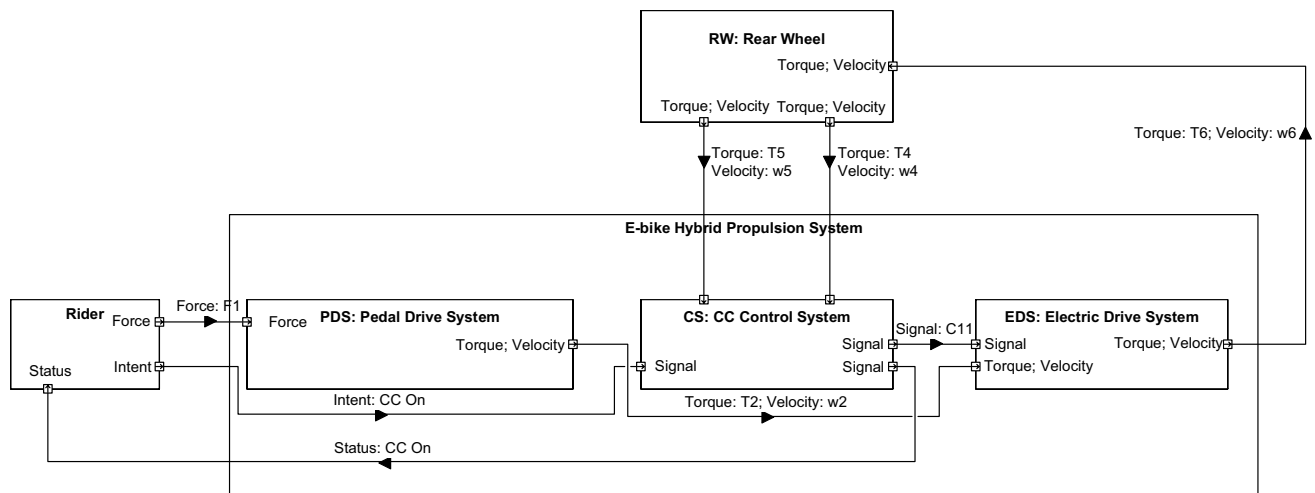 RW: Rear Wheel
Torque; Velocity
Torque; Velocity Torque; Velocity
Torque: T6; Velocity: w6
Torque: T5
Velocity: w5
Torque: T4
Velocity: w4
E-bike Hybrid Propulsion System
Rider
Force
Intent
Status
Force: F1
PDS: Pedal Drive System
Force
Torque; Velocity
CS: CC Control System
Signal
Signal
Signal
Signal: C11
EDS: Electric Drive System
Signal
Torque; Velocity
Torque; Velocity
Intent: CC On
Torque: T2; Velocity: w2
Status: CC On